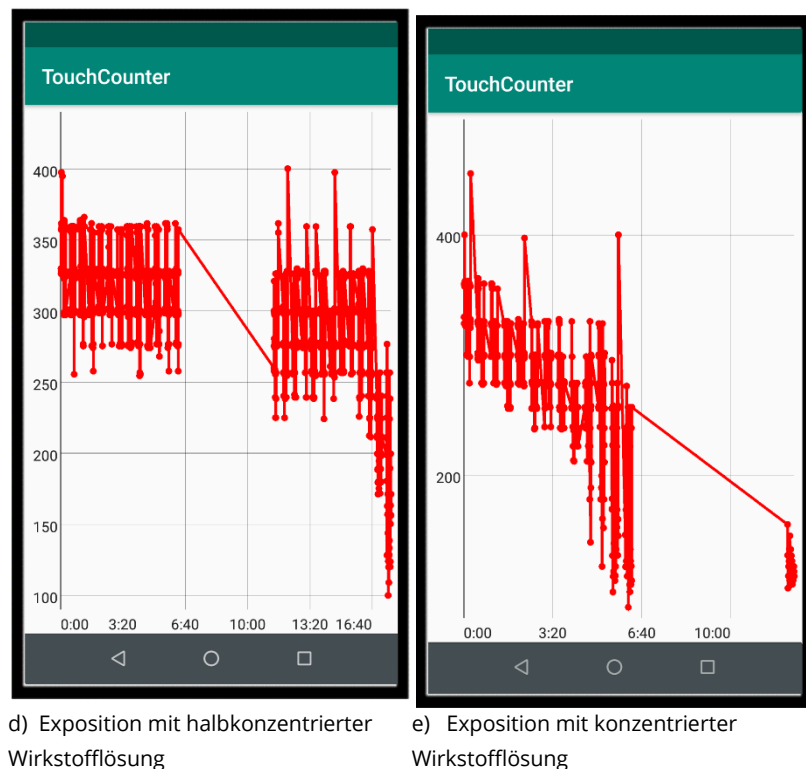 TouchCounter
400
350
300
250
200
150
100
0:00 3:20 6:40 10:00 13:20 16:40
d) Exposition mit halbkonzentrierter
Wirkstofflösung
TouchCounter
400
200
0:00 3:20 6:40 10:00
e) Exposition mit konzentrierter
Wirkstofflösung